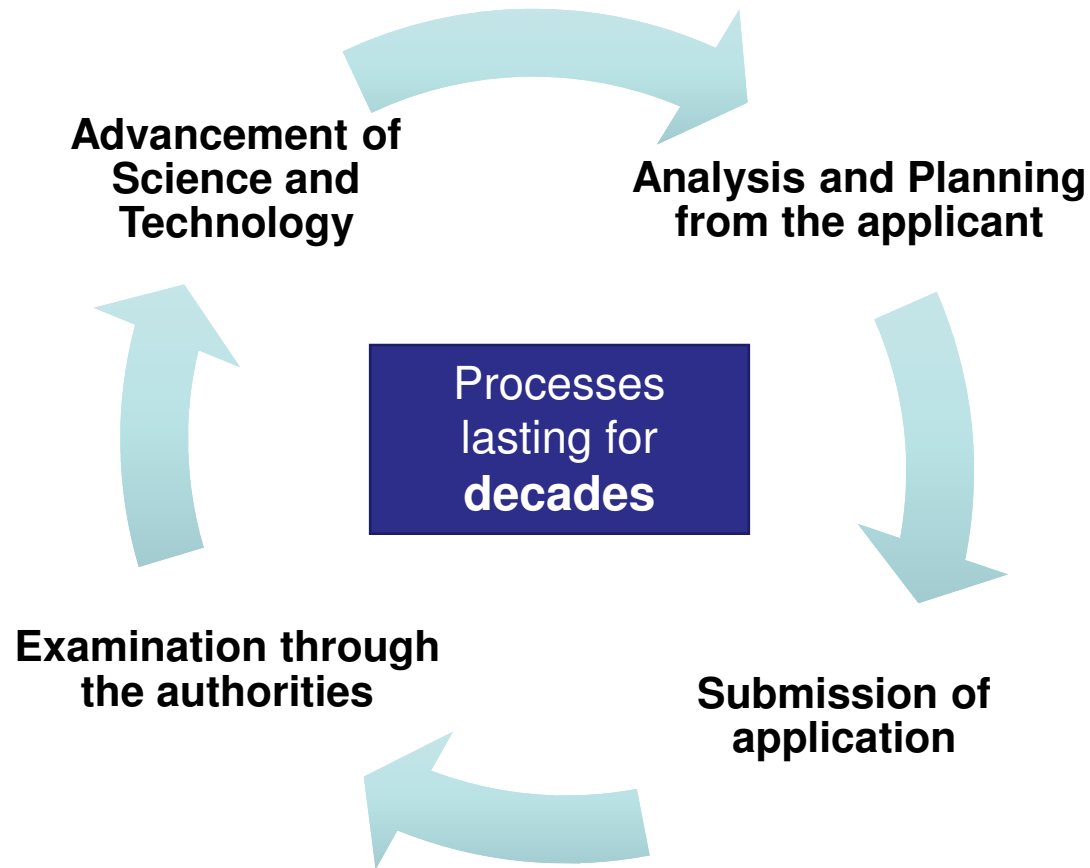 Advancement of
Science and
Technology
Analysis and Planning
from the applicant
Processes
lasting for
decades
Examination through
the authorities
Submission of
application